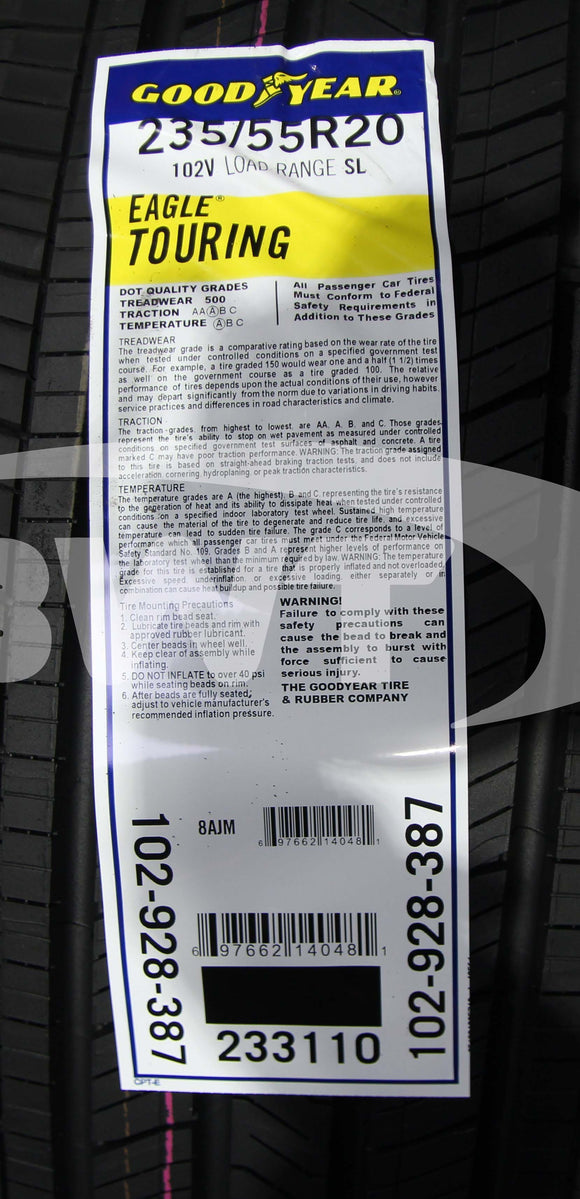 GOOD YEAR
235/55R20
102V LOAD RANGE SL
EAGLE®
TOURING
DOT QUALITY GRADES
TREADWEAR 500
TRACTION AA Ⓐ B C
TEMPERATURE Ⓐ B C
All Passenger Car Tires
Must Conform to Federal
Safety Requirements in
Addition to These Grades
TREADWEAR
The treadwear grade is a comparative rating based on the wear rate of the tire
when tested under controlled conditions on a specified government test
course. For example, a tire graded 150 would wear one and a half (1 1/2) times
as well on the government course as a tire graded 100. The relative
performance of tires depends upon the actual conditions of their use, however
and may depart significantly from the norm due to variations in driving habits,
service practices and differences in road characteristics and climate.
TRACTION
The traction grades, from highest to lowest, are AA, A, B, and C. Those grades
represent the tire's ability to stop on wet pavement as measured under controlled
conditions on specified government test surfaces of asphalt and concrete. A tire
marked C may have poor traction performance. WARNING: The traction grade assigned
to this tire is based on straight-ahead braking traction tests, and does not include
acceleration, cornering, hydroplaning, or peak traction characteristics.
TEMPERATURE
The temperature grades are A (the highest), B and C, representing the tire's resistance
to the generation of heat and its ability to dissipate heat when tested under controlled
conditions on a specified indoor laboratory test wheel. Sustained high temperature
can cause the material of the tire to degenerate and reduce tire life, and excessive
temperature can lead to sudden tire failure. The grade C corresponds to a level of
performance which all passenger car tires must meet under the Federal Motor Vehicle
Safety Standard No. 109. Grades B and A represent higher levels of performance on
the laboratory test wheel than the minimum required by law. WARNING: The temperature
grade for this tire is established for a tire that is properly inflated and not overloaded.
Excessive speed, underinflation, or excessive loading, either separately or in
combination can cause heat buildup and possible tire failure.
Tire Mounting Precautions
1. Clean rim bead seat.
2. Lubricate tire beads and rim with
approved rubber lubricant.
3. Center beads in wheel well.
4. Keep clear of assembly while
inflating.
5. DO NOT INFLATE to over 40 psi
while seating beads on rim.
6. After beads are fully seated,
adjust to vehicle manufacturer's
recommended inflation pressure.
WARNING!
Failure to comply with these
safety precautions can
cause the bead to break and
the assembly to burst with
force sufficient to cause
serious injury.
THE GOODYEAR TIRE
& RUBBER COMPANY
BWT
8AJM
6 97662 14048 1
102-928-387
102-928-387
6 97662 14048 1
233110
CPT-E